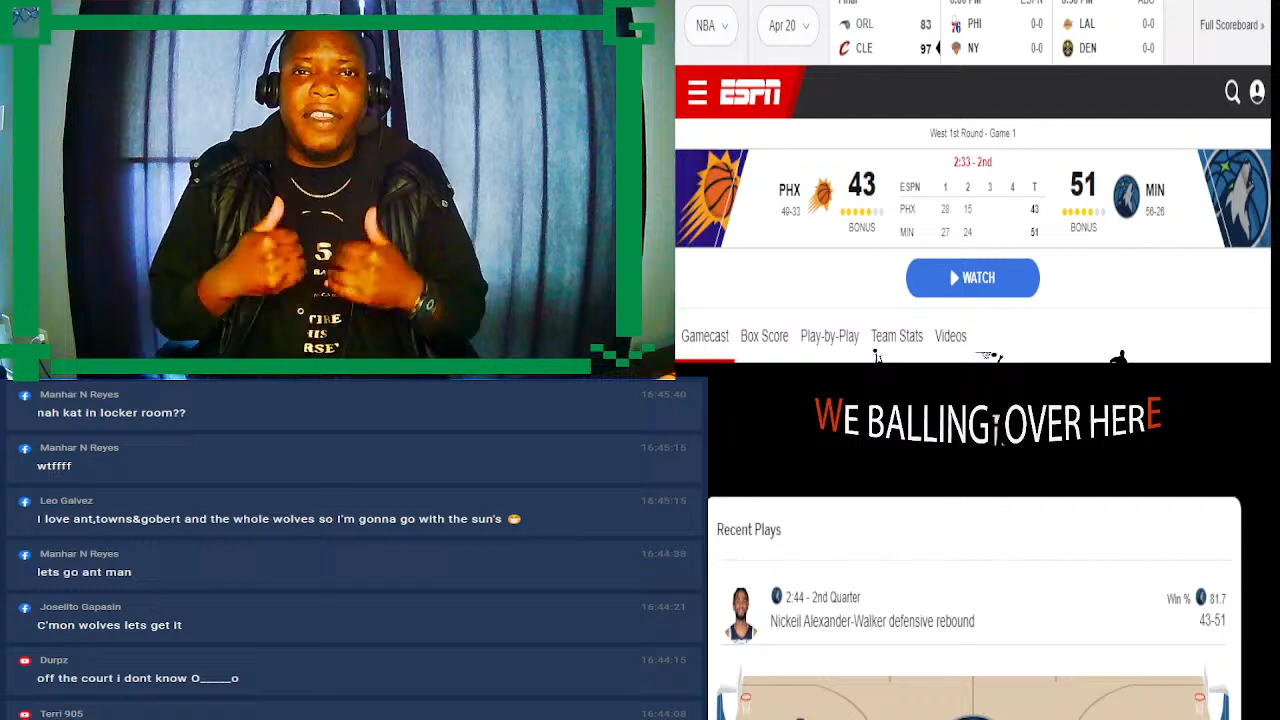 5
RSE'
NBA
Apr 20
ORL 83
CLE 97
PHI 0-0
NY 0-0
LAL 0-0
DEN 0-0
Full Scoreboard »
ESPN
West 1st Round - Game 1
2:33 - 2nd
PHX 43
49-33
BONUS
ESPN 1 2 3 4 T
PHX 28 15 43
MIN 27 24 51
51 MIN
56-26
BONUS
WATCH
Gamecast Box Score Play-by-Play Team Stats Videos
Manhar N Reyes 16:45:40
nah kat in locker room??
Manhar N Reyes 16:45:15
wtffff
Leo Galvez 16:45:15
I love ant,towns&gobert and the whole wolves so I'm gonna go with the sun's 😁
Manhar N Reyes 16:44:38
lets go ant man
Joselito Gapasin 16:44:21
C'mon wolves lets get it
Durpz 16:44:15
off the court i dont know O_____o
Terri 905 16:44:08
WE BALLING OVER HERE
Recent Plays
2:44 - 2nd Quarter
Nickeil Alexander-Walker defensive rebound
Win % 81.7
43-51